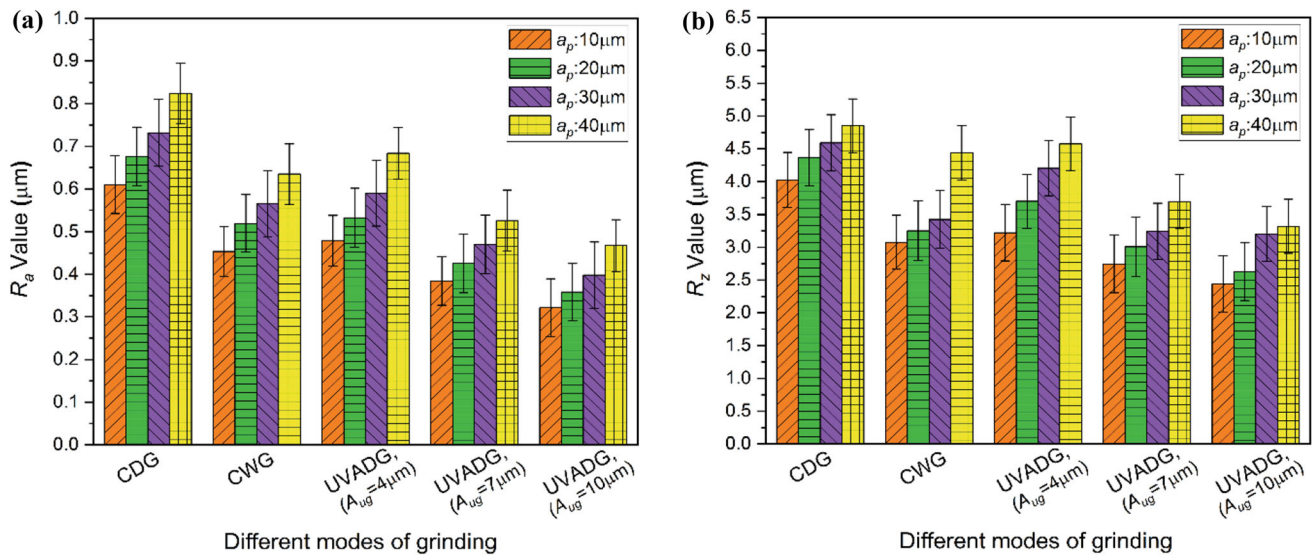 (a)
1.0
0.9
0.8
0.7
0.6
0.5
0.4
0.3
0.2
0.1
0.0
Ra Value (μm)
ap:10μm
ap:20μm
ap:30μm
ap:40μm
CDG
CWG
UVADG,
(Aug=4μm)
UVADG,
(Aug=7μm)
UVADG,
(Aug=10μm)
Different modes of grinding
(b)
6.5
6.0
5.5
5.0
4.5
4.0
3.5
3.0
2.5
2.0
1.5
1.0
0.5
0.0
Rz Value (μm)
ap:10μm
ap:20μm
ap:30μm
ap:40μm
CDG
CWG
UVADG,
(Aug=4μm)
UVADG,
(Aug=7μm)
UVADG,
(Aug=10μm)
Different modes of grinding